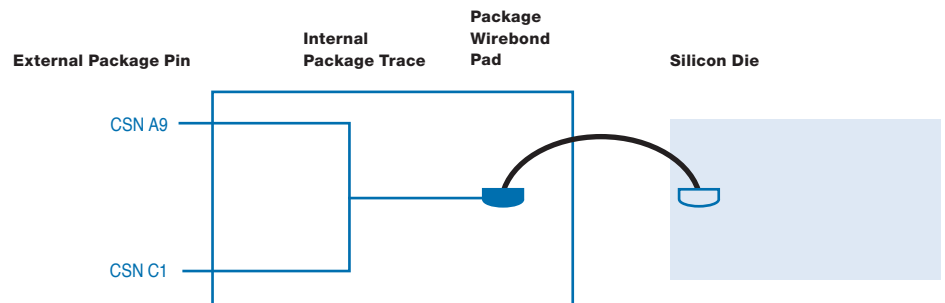 External Package Pin
Internal
Package Trace
Package
Wirebond
Pad
Silicon Die
CSN A9
CSN C1